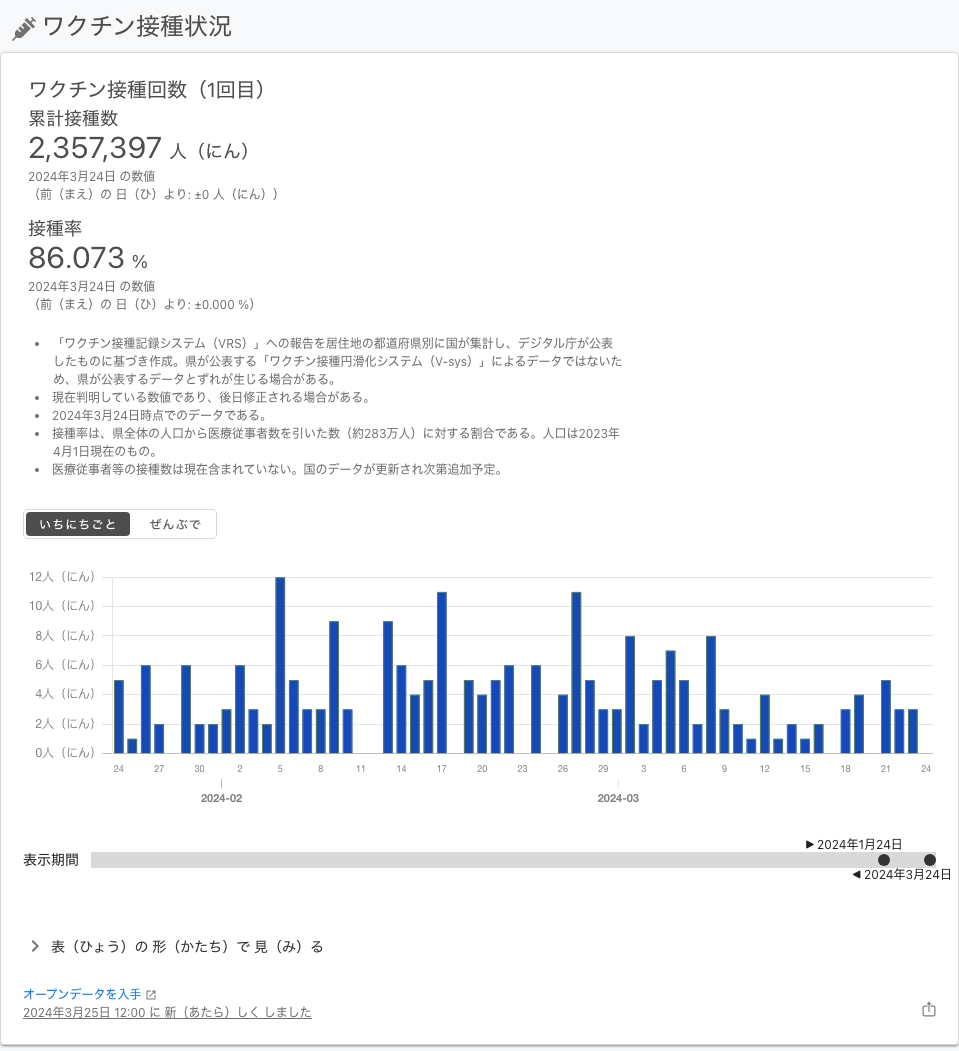 ワクチン接種状況
ワクチン接種回数（1回目）
累計接種数
2,357,397 人（にん）
2024年3月24日 の数値
（前（まえ）の 日（ひ）より: ±0 人（にん））
接種率
86.073 %
2024年3月24日 の数値
（前（まえ）の 日（ひ）より: ±0.000 %）
• 「ワクチン接種記録システム（VRS）」への報告を居住地の都道府県別に国が集計し、デジタル庁が公表
したものに基づき作成。県が公表する「ワクチン接種円滑化システム（V-sys）」によるデータではないた
め、県が公表するデータとずれが生じる場合がある。
• 現在判明している数値であり、後日修正される場合がある。
• 2024年3月24日時点でのデータである。
• 接種率は、県全体の人口から医療従事者数を引いた数（約283万人）に対する割合である。人口は2023年
4月1日現在のもの。
• 医療従事者等の接種数は現在含まれていない。国のデータが更新され次第追加予定。
いちにちごと ぜんぶで
12人（にん）
10人（にん）
8人（にん）
6人（にん）
4人（にん）
2人（にん）
0人（にん）
24 27 30 2 5 8 11 14 17 20 23 26 29 3 6 9 12 15 18 21 24
2024-02 2024-03
▶ 2024年1月24日
表示期間
◀ 2024年3月24日
表（ひょう）の 形（かたち）で 見（み）る
オープンデータを入手
2024年3月25日 12:00 に 新（あたら）しく しました